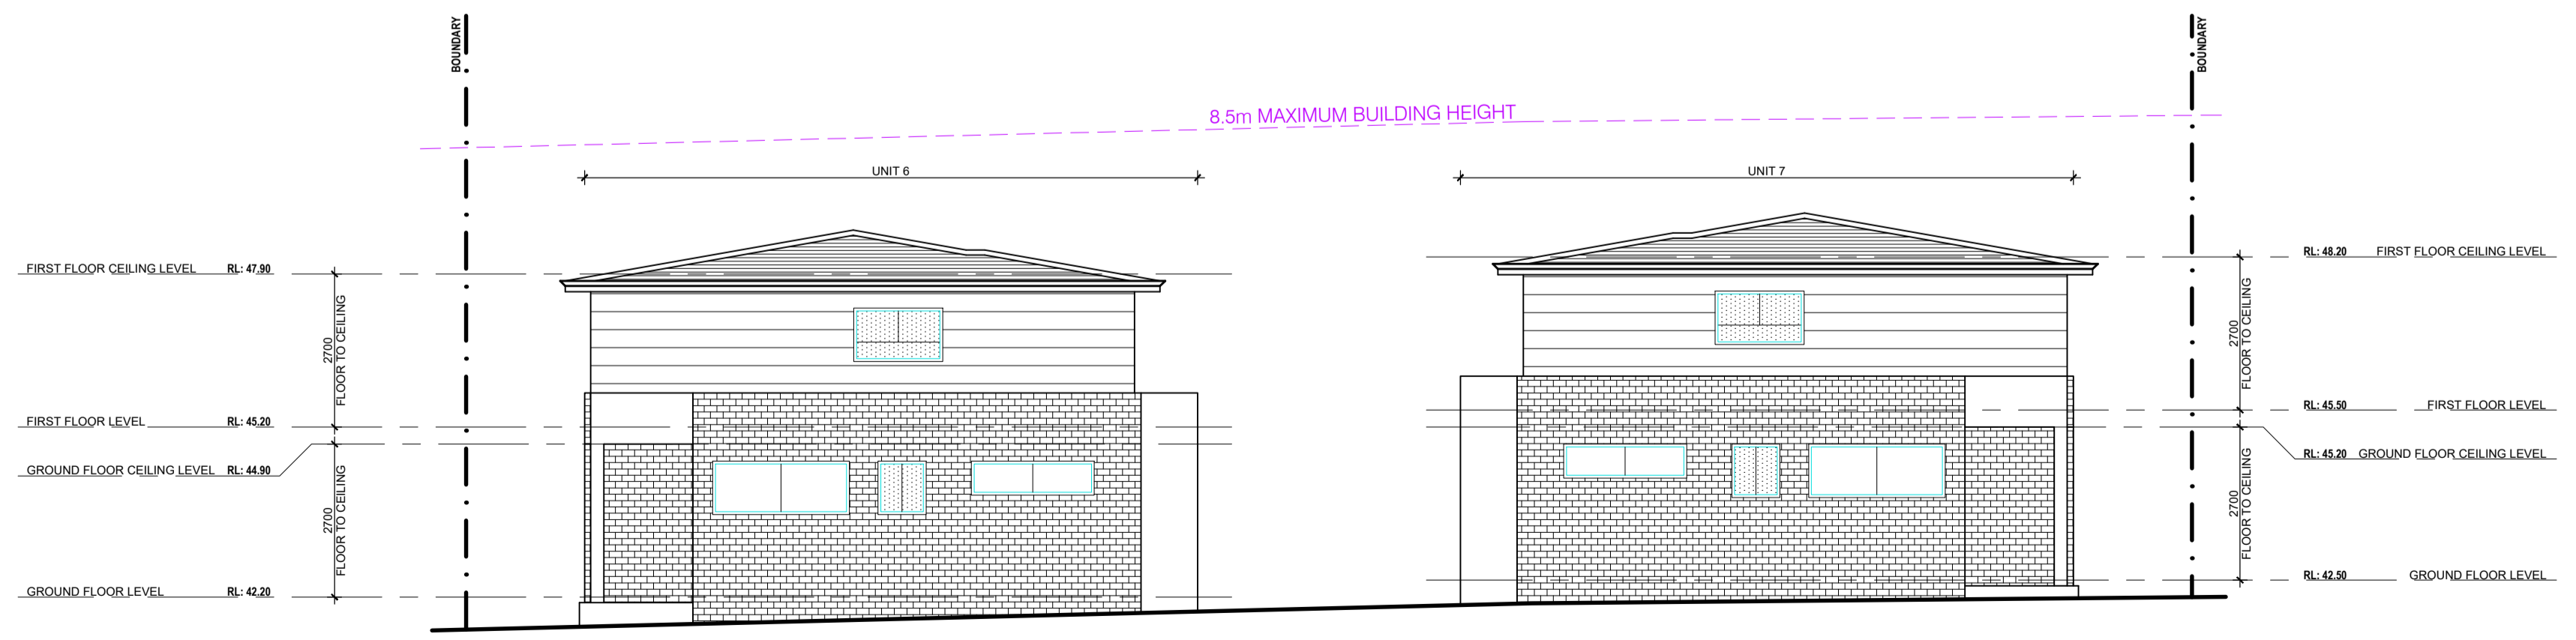 BOUNDARY
BOUNDARY
8.5m MAXIMUM BUILDING HEIGHT
UNIT 6
UNIT 7
FIRST FLOOR CEILING LEVEL RL: 47.90
2700
FLOOR TO CEILING
FIRST FLOOR LEVEL RL: 45.20
GROUND FLOOR CEILING LEVEL RL: 44.90
2700
FLOOR TO CEILING
GROUND FLOOR LEVEL RL: 42.20
RL: 48.20 FIRST FLOOR CEILING LEVEL
2700
FLOOR TO CEILING
RL: 45.50 FIRST FLOOR LEVEL
RL: 45.20 GROUND FLOOR CEILING LEVEL
2700
FLOOR TO CEILING
RL: 42.50 GROUND FLOOR LEVEL